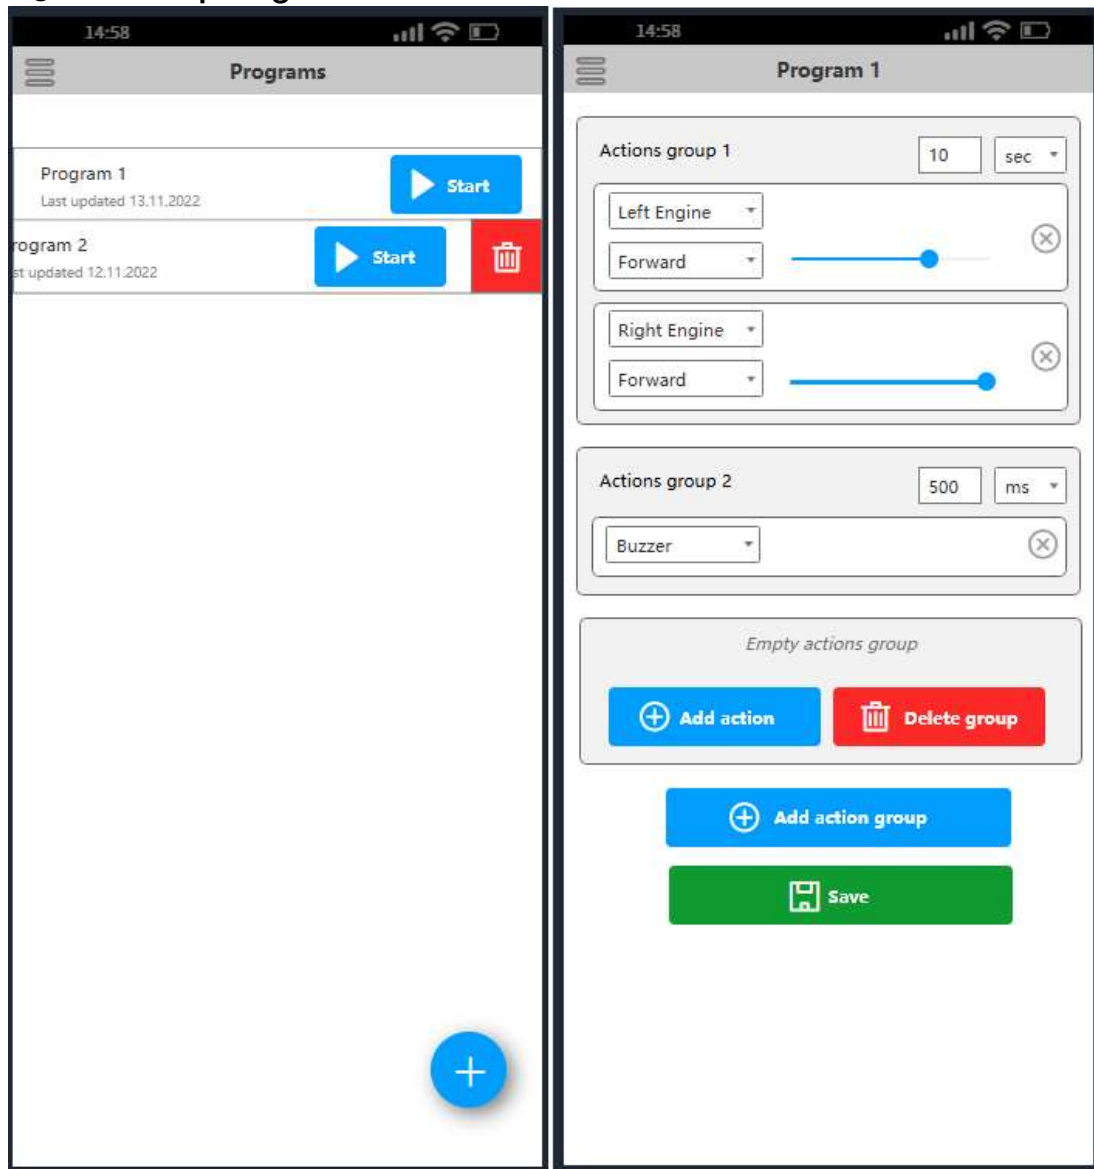 14:58
Programs
Program 1
Last updated 13.11.2022
Start
rogram 2
st updated 12.11.2022
Start
14:58
Program 1
Actions group 1
10
sec
Left Engine
Forward
Right Engine
Forward
Actions group 2
500
ms
Buzzer
Empty actions group
Add action
Delete group
Add action group
Save